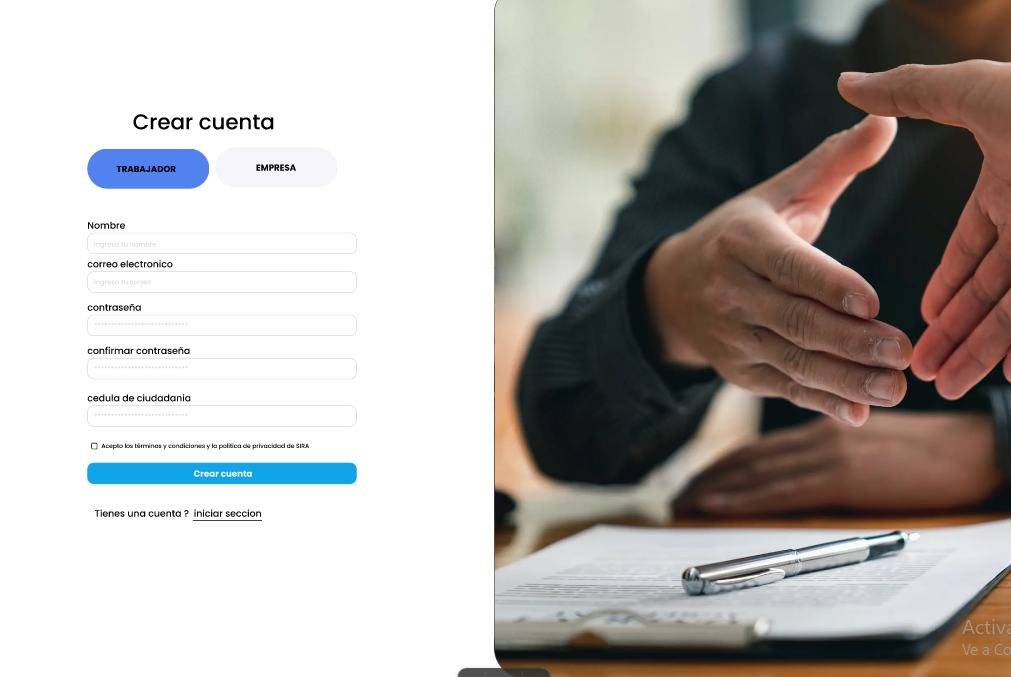 Crear cuenta
TRABAJADOR
EMPRESA
Nombre
Ingresa tu nombre
correo electronico
Ingresa tu correo
contraseña
confirmar contraseña
cedula de ciudadania
Acepto los términos y condiciones y la política de privacidad de SIRA
Crear cuenta
Tienes una cuenta ? iniciar seccion
Activa
Ve a Co